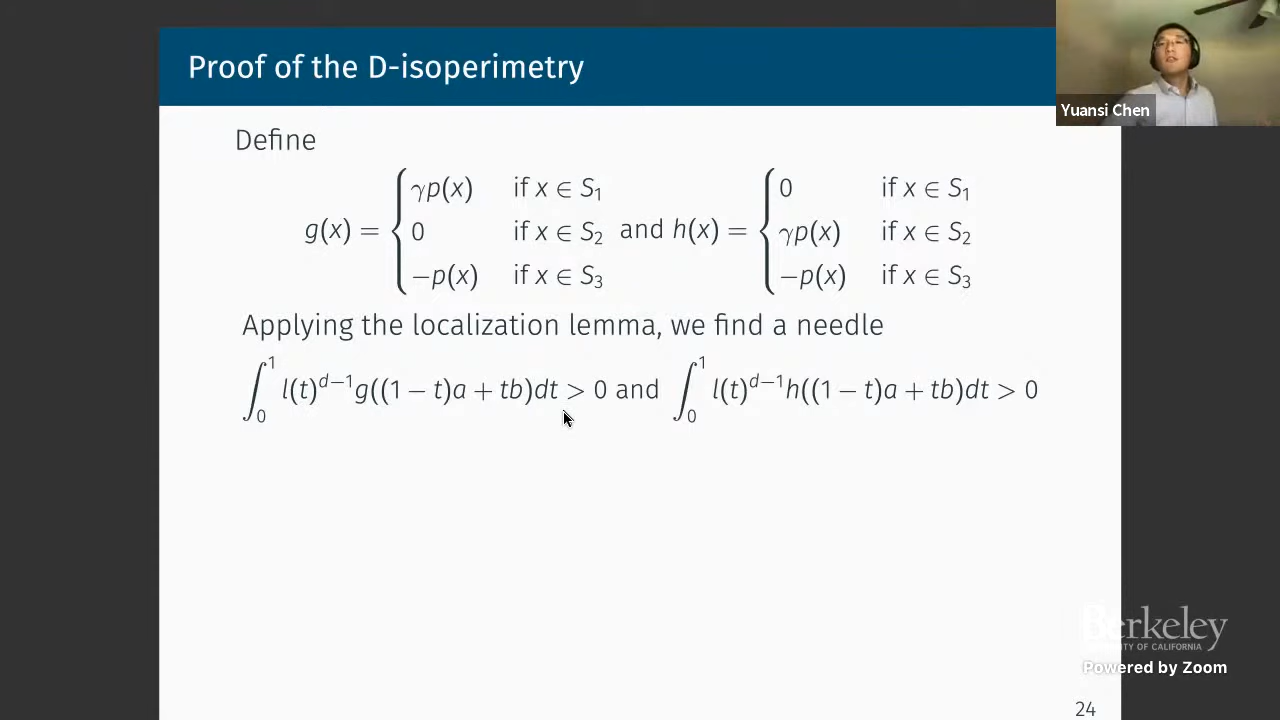 Proof of the D-isoperimetry
Yuansi Chen
Define
g(x) = { γp(x) if x ∈ S₁ 0 if x ∈ S₂ −p(x) if x ∈ S₃ and h(x) = { 0 if x ∈ S₁ γp(x) if x ∈ S₂ −p(x) if x ∈ S₃
Applying the localization lemma, we find a needle
∫₀¹ l(t)^{d−1}g((1 − t)a + tb)dt > 0 and ∫₀¹ l(t)^{d−1}h((1 − t)a + tb)dt > 0
Berkeley
UNIVERSITY OF CALIFORNIA
Powered by Zoom
24